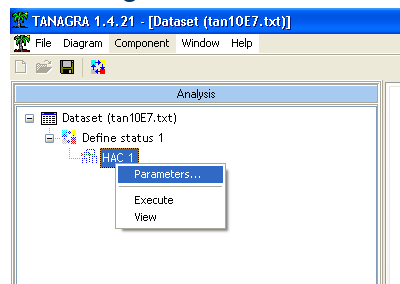 TANAGRA 1.4.21 - [Dataset (tan10E7.txt)]
File Diagram Component Window Help
Analysis
Dataset (tan10E7.txt)
Define status 1
HAC 1
Parameters...
Execute
View